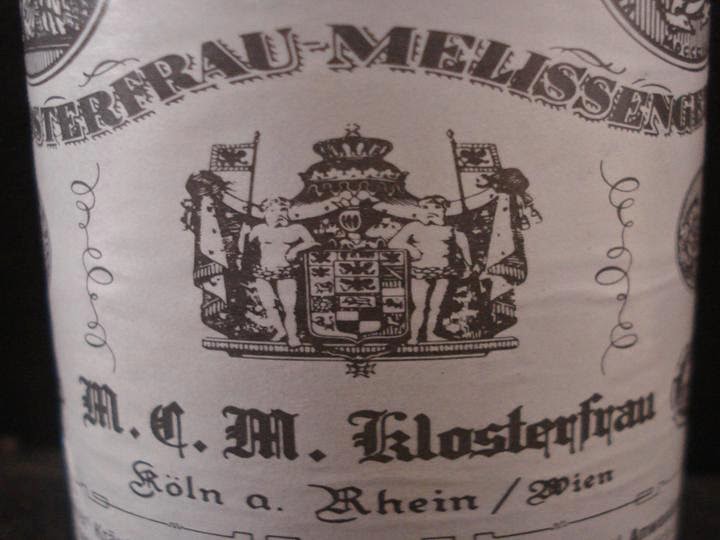 STERFRAU-MELISSENGE
M. C. M. Klosterfrau
Köln a. Rhein / Wien